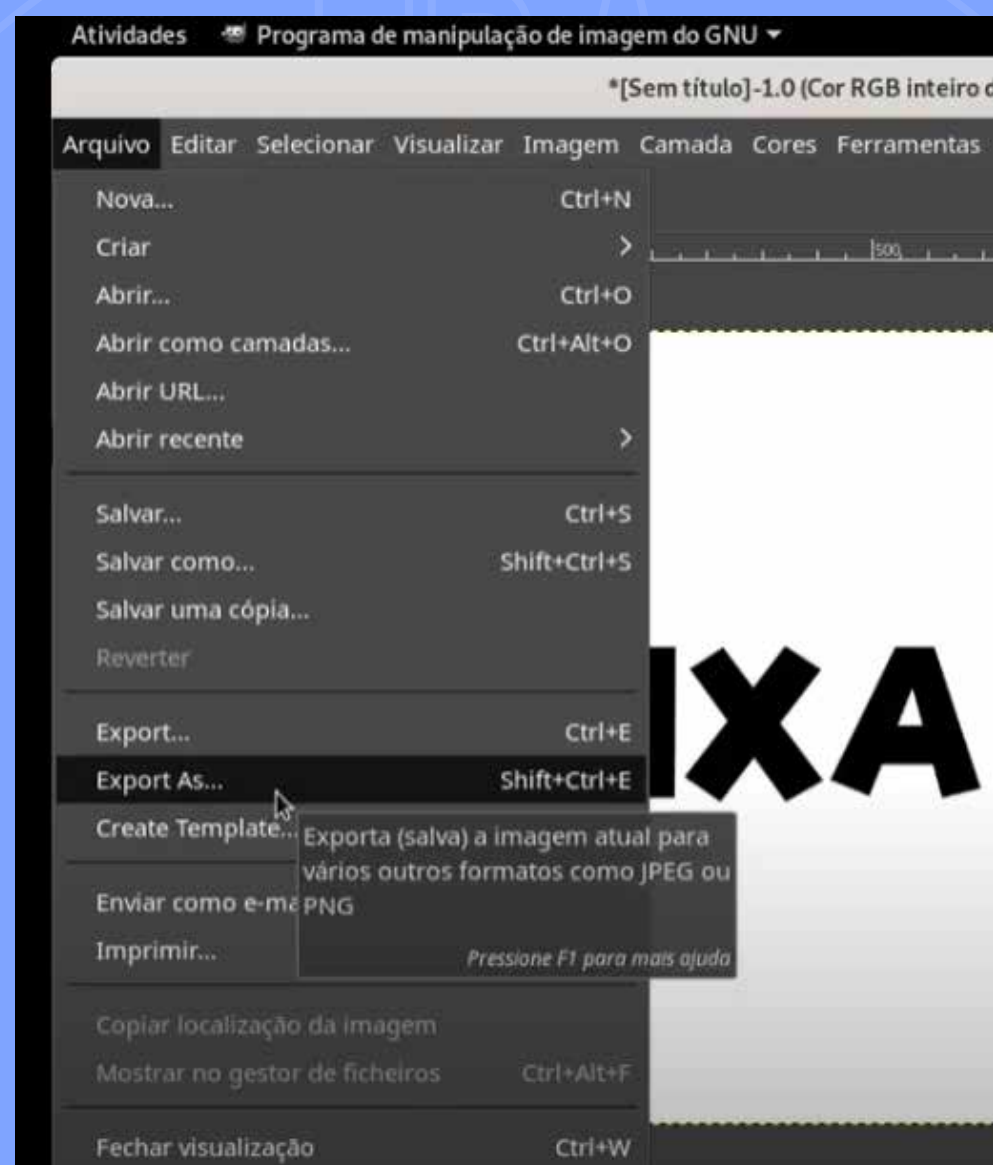 Atividades Programa de manipulação de imagem do GNU
*[Sem título]-1.0 (Cor RGB inteiro
Arquivo Editar Selecionar Visualizar Imagem Camada Cores Ferramentas
Nova... Ctrl+N
Criar
500
Abrir... Ctrl+O
Abrir como camadas... Ctrl+Alt+O
Abrir URL...
Abrir recente
Salvar... Ctrl+S
Salvar como... Shift+Ctrl+S
Salvar uma cópia...
Reverter
Export... Ctrl+E
XA
Export As... Shift+Ctrl+E
Create Template...
Exporta (salva) a imagem atual para
vários outros formatos como JPEG ou
PNG
Pressione F1 para mais ajuda
Enviar como e-ma
Imprimir...
Copiar localização da imagem
Mostrar no gestor de ficheiros Ctrl+Alt+F
Fechar visualização Ctrl+W